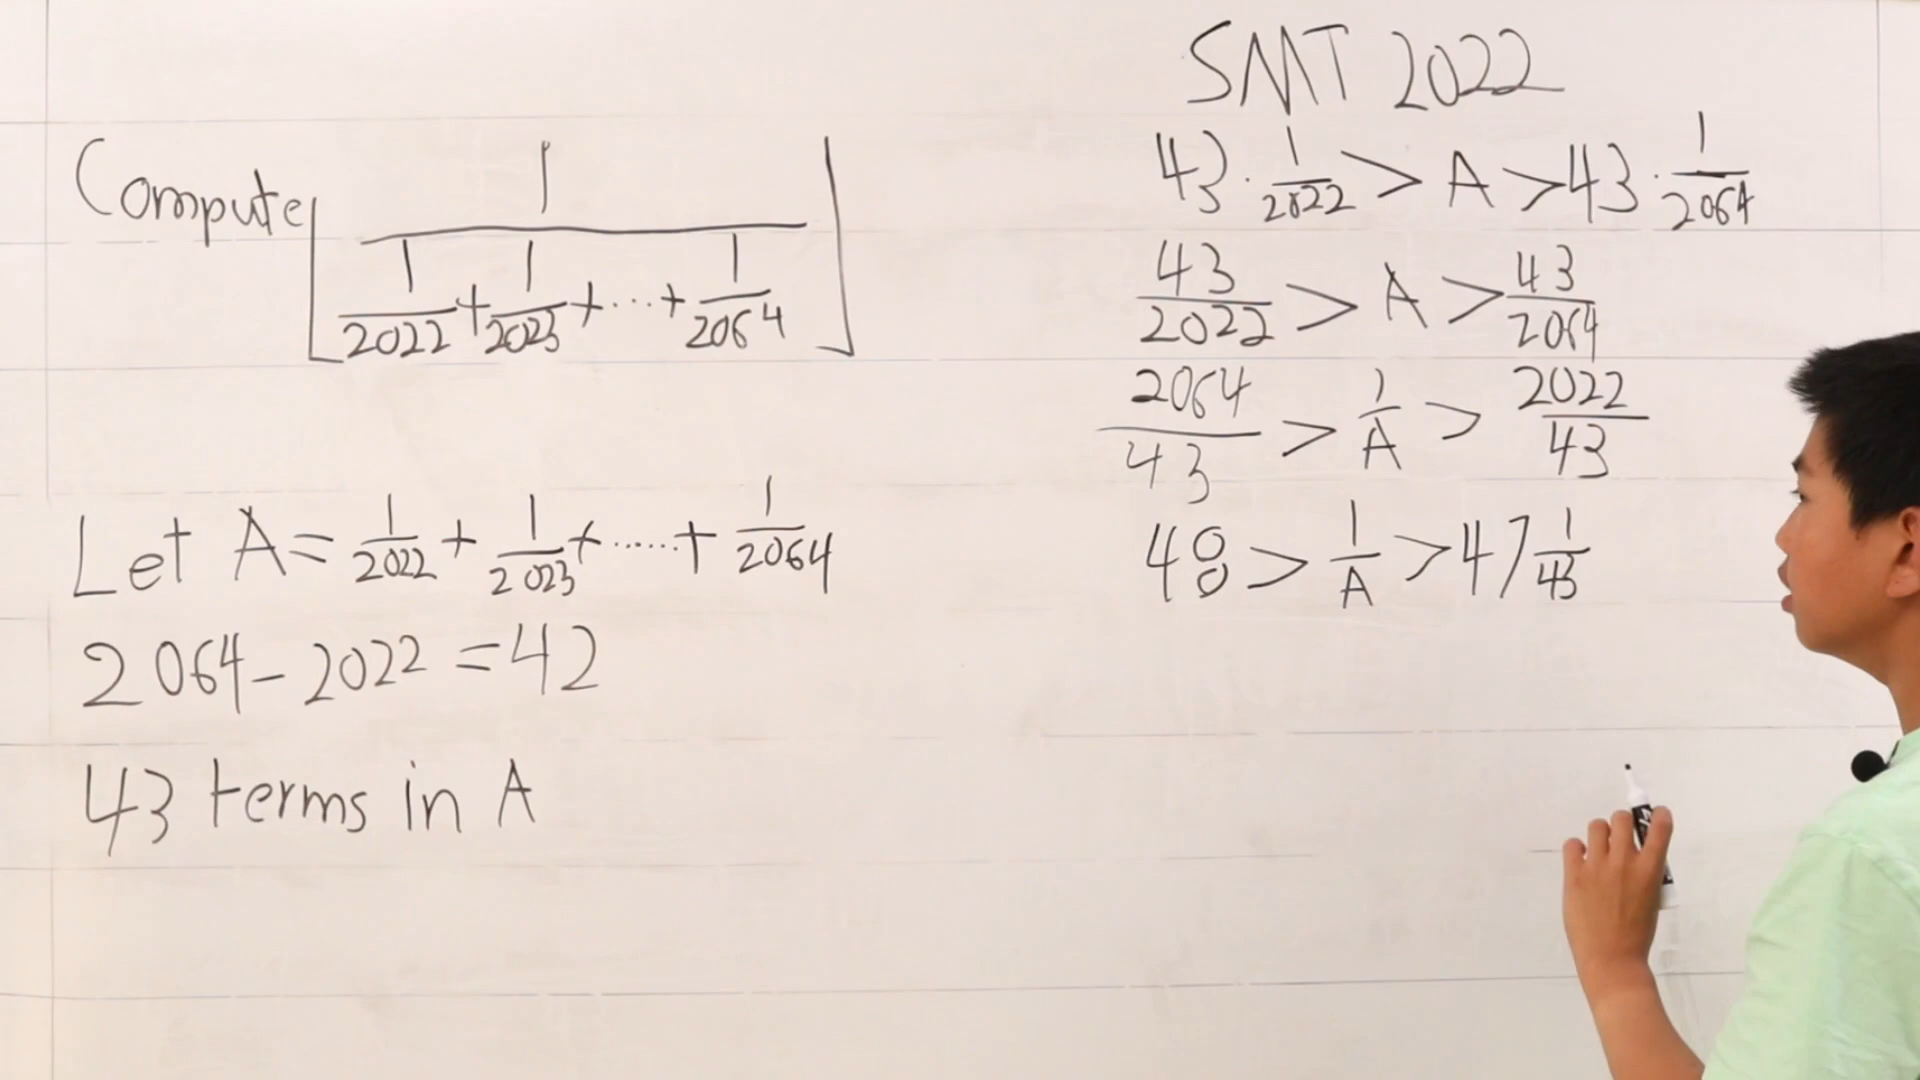 SMT 2022
Compute ⌊1/(1/2022 + 1/2023 + ... + 1/2064)⌋
Let A = 1/2022 + 1/2023 + ...... + 1/2064
2064 - 2022 = 42
43 terms in A
43 · 1/2022 > A > 43 · 1/2064
43/2022 > A > 43/2064
2064/43 > 1/A > 2022/43
48 > 1/A > 47 1/43